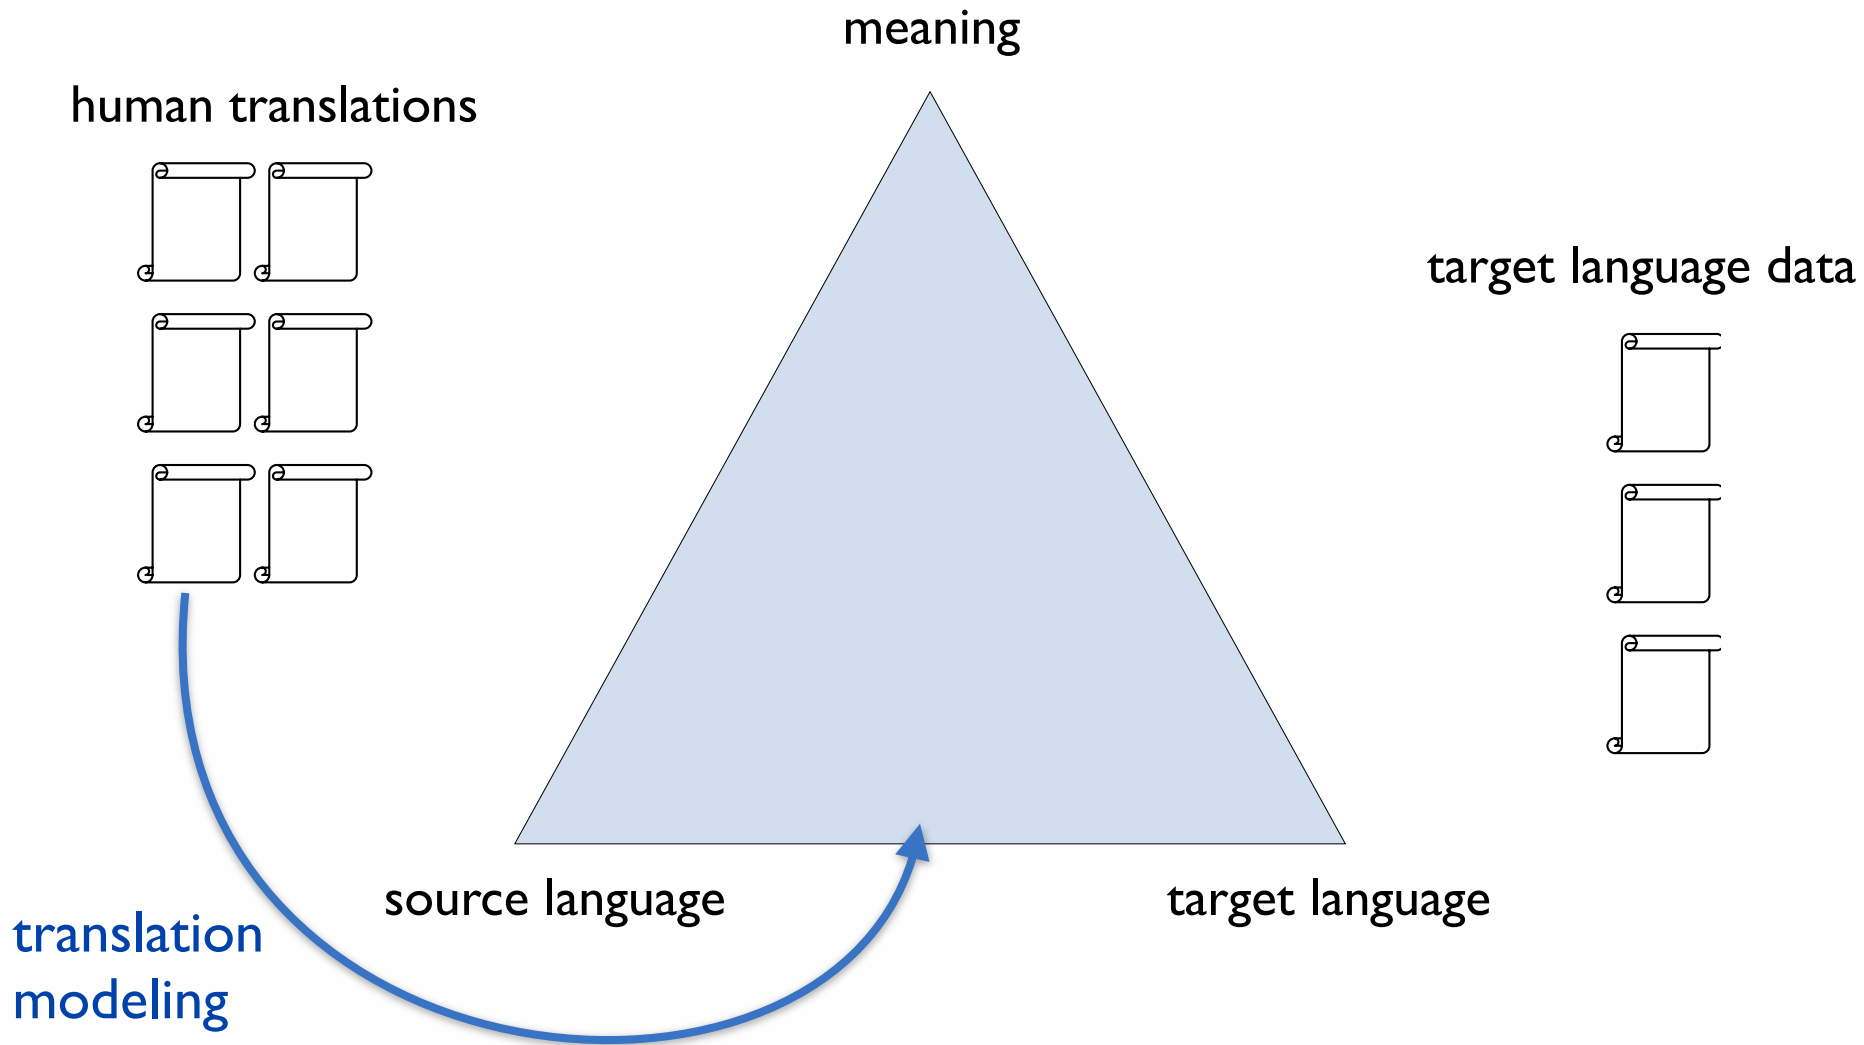 meaning
human translations
target language data
source language
target language
translation
modeling